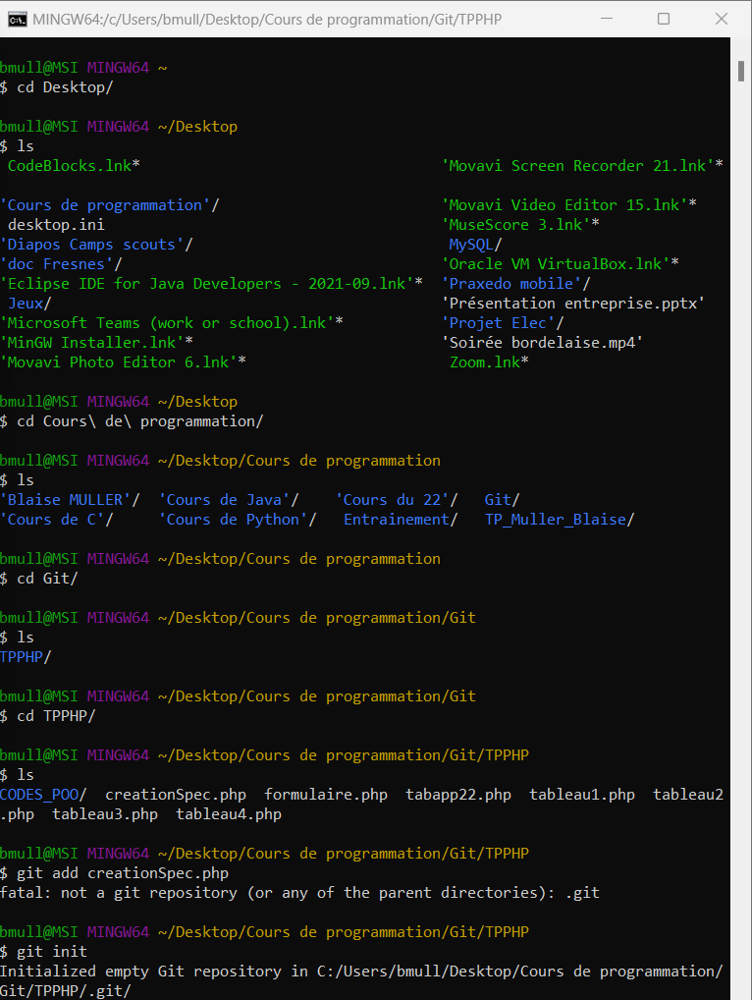 MINGW64:/c/Users/bmull/Desktop/Cours de programmation/Git/TPPHP
bmull@MSI MINGW64 ~
$ cd Desktop/
bmull@MSI MINGW64 ~/Desktop
$ ls
CodeBlocks.lnk* 'Movavi Screen Recorder 21.lnk'*
'Cours de programmation'/ 'Movavi Video Editor 15.lnk'*
desktop.ini 'MuseScore 3.lnk'*
'Diapos Camps scouts'/ MySQL/
'doc Fresnes'/ 'Oracle VM VirtualBox.lnk'*
'Eclipse IDE for Java Developers - 2021-09.lnk'* 'Praxedo mobile'/
Jeux/ 'Présentation entreprise.pptx'
'Microsoft Teams (work or school).lnk'* 'Projet Elec'/
'MinGW Installer.lnk'* 'Soirée bordelaise.mp4'
'Movavi Photo Editor 6.lnk'* Zoom.lnk*
bmull@MSI MINGW64 ~/Desktop
$ cd Cours\ de\ programmation/
bmull@MSI MINGW64 ~/Desktop/Cours de programmation
$ ls
'Blaise MULLER'/ 'Cours de Java'/ 'Cours du 22'/ Git/
'Cours de C'/ 'Cours de Python'/ Entrainement/ TP_Muller_Blaise/
bmull@MSI MINGW64 ~/Desktop/Cours de programmation
$ cd Git/
bmull@MSI MINGW64 ~/Desktop/Cours de programmation/Git
$ ls
TPPHP/
bmull@MSI MINGW64 ~/Desktop/Cours de programmation/Git
$ cd TPPHP/
bmull@MSI MINGW64 ~/Desktop/Cours de programmation/Git/TPPHP
$ ls
CODES_POO/ creationSpec.php formulaire.php tabapp22.php tableau1.php tableau2
.php tableau3.php tableau4.php
bmull@MSI MINGW64 ~/Desktop/Cours de programmation/Git/TPPHP
$ git add creationSpec.php
fatal: not a git repository (or any of the parent directories): .git
bmull@MSI MINGW64 ~/Desktop/Cours de programmation/Git/TPPHP
$ git init
Initialized empty Git repository in C:/Users/bmull/Desktop/Cours de programmation/
Git/TPPHP/.git/